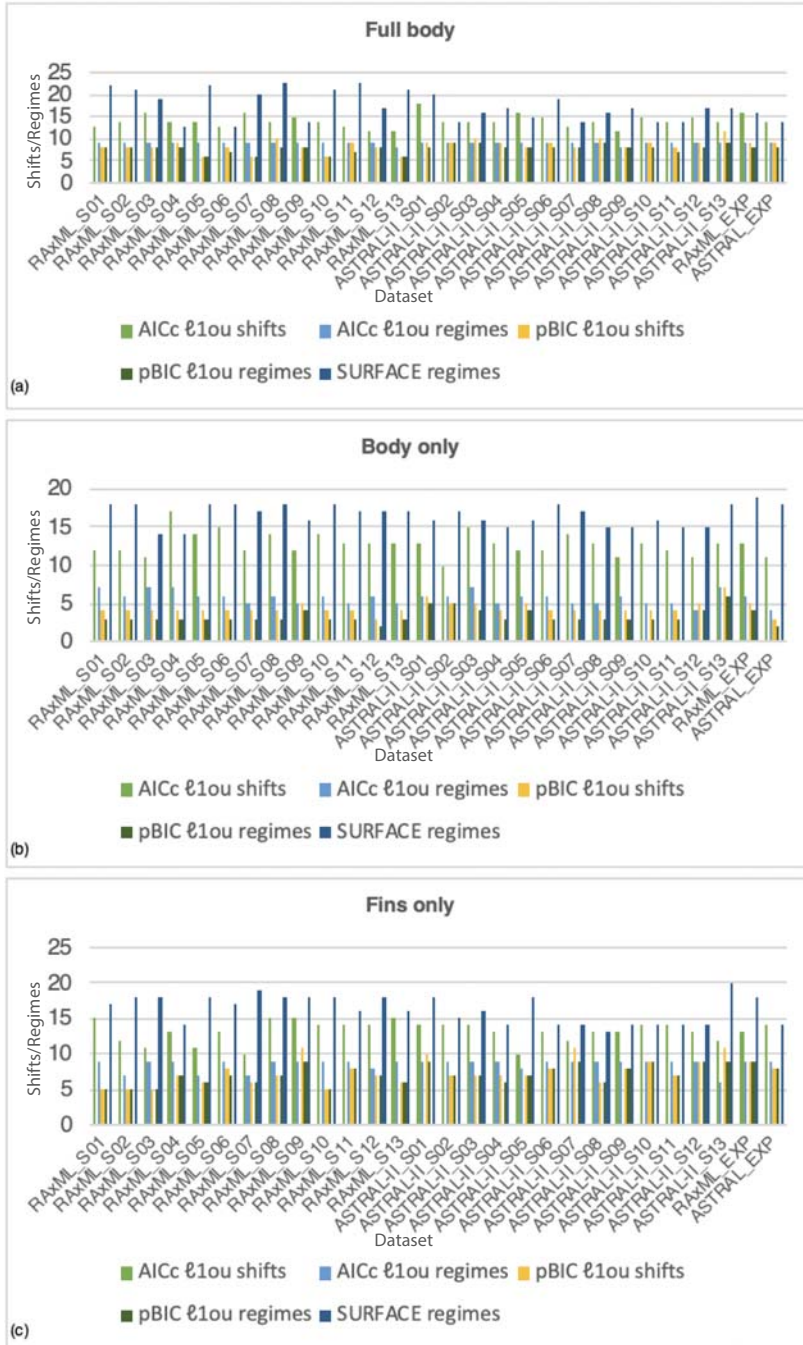 Full body
Shifts/Regimes
25
20
15
10
5
0
RAxML_S01
RAxML_S02
RAxML_S03
RAxML_S04
RAxML_S05
RAxML_S06
RAxML_S07
RAxML_S08
RAxML_S09
RAxML_S10
RAxML_S11
RAxML_S12
RAxML_S13
ASTRAL-II_S01
ASTRAL-II_S02
ASTRAL-II_S03
ASTRAL-II_S04
ASTRAL-II_S05
ASTRAL-II_S06
ASTRAL-II_S07
ASTRAL-II_S08
ASTRAL-II_S09
ASTRAL-II_S10
ASTRAL-II_S11
ASTRAL-II_S12
ASTRAL-II_S13
RAxML_EXP
ASTRAL_EXP
Dataset
AICc ℓ1ou shifts
AICc ℓ1ou regimes
pBIC ℓ1ou shifts
pBIC ℓ1ou regimes
SURFACE regimes
(a)
Body only
Shifts/Regimes
20
15
10
5
0
RAxML_S01
RAxML_S02
RAxML_S03
RAxML_S04
RAxML_S05
RAxML_S06
RAxML_S07
RAxML_S08
RAxML_S09
RAxML_S10
RAxML_S11
RAxML_S12
RAxML_S13
ASTRAL-II_S01
ASTRAL-II_S02
ASTRAL-II_S03
ASTRAL-II_S04
ASTRAL-II_S05
ASTRAL-II_S06
ASTRAL-II_S07
ASTRAL-II_S08
ASTRAL-II_S09
ASTRAL-II_S10
ASTRAL-II_S11
ASTRAL-II_S12
ASTRAL-II_S13
RAxML_EXP
ASTRAL_EXP
Dataset
AICc ℓ1ou shifts
AICc ℓ1ou regimes
pBIC ℓ1ou shifts
pBIC ℓ1ou regimes
SURFACE regimes
(b)
Fins only
Shifts/Regimes
25
20
15
10
5
0
RAxML_S01
RAxML_S02
RAxML_S03
RAxML_S04
RAxML_S05
RAxML_S06
RAxML_S07
RAxML_S08
RAxML_S09
RAxML_S10
RAxML_S11
RAxML_S12
RAxML_S13
ASTRAL-II_S01
ASTRAL-II_S02
ASTRAL-II_S03
ASTRAL-II_S04
ASTRAL-II_S05
ASTRAL-II_S06
ASTRAL-II_S07
ASTRAL-II_S08
ASTRAL-II_S09
ASTRAL-II_S10
ASTRAL-II_S11
ASTRAL-II_S12
ASTRAL-II_S13
RAxML_EXP
ASTRAL_EXP
Dataset
AICc ℓ1ou shifts
AICc ℓ1ou regimes
pBIC ℓ1ou shifts
pBIC ℓ1ou regimes
SURFACE regimes
(c)